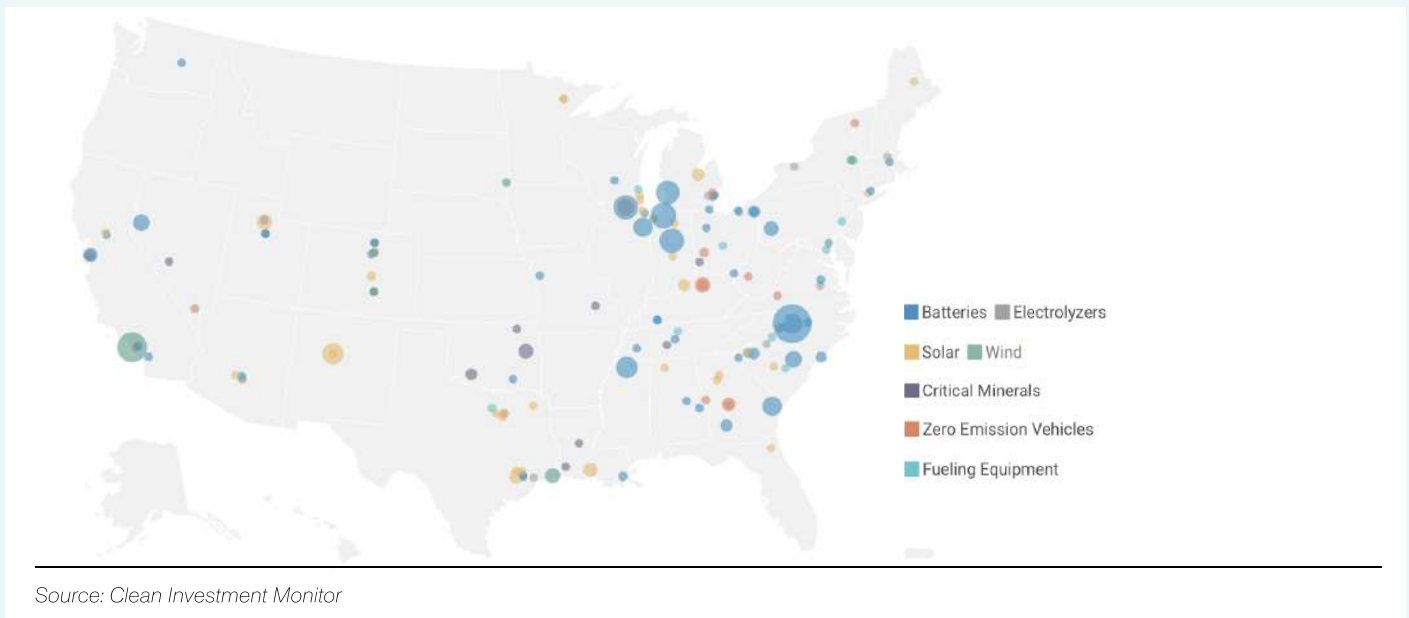 Batteries Electrolyzers
Solar Wind
Critical Minerals
Zero Emission Vehicles
Fueling Equipment
Source: Clean Investment Monitor